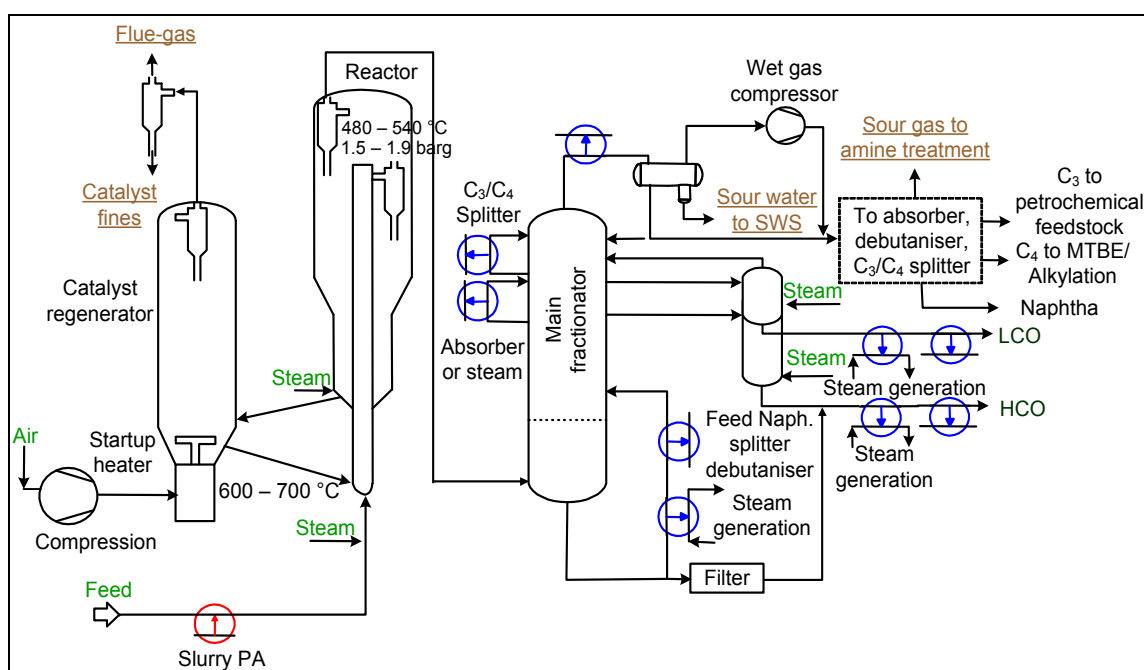 Flue-gas
Reactor
Wet gas
compressor
480 – 540 °C
1.5 – 1.9 barg
Sour gas to
amine treatment
Catalyst
fines
C3/C4
Splitter
Sour water
to SWS
To absorber,
debutaniser,
C3/C4 splitter
C3 to
petrochemical
feedstock
C4 to MTBE/
Alkylation
Naphtha
Catalyst
regenerator
Main
fractionator
Steam
Absorber
or steam
LCO
Steam
Steam
Steam generation
HCO
Air
Startup
heater
Feed Naph.
splitter
debutaniser
Steam
generation
600 – 700 °C
Steam
generation
Compression
Steam
Filter
Feed
Slurry PA